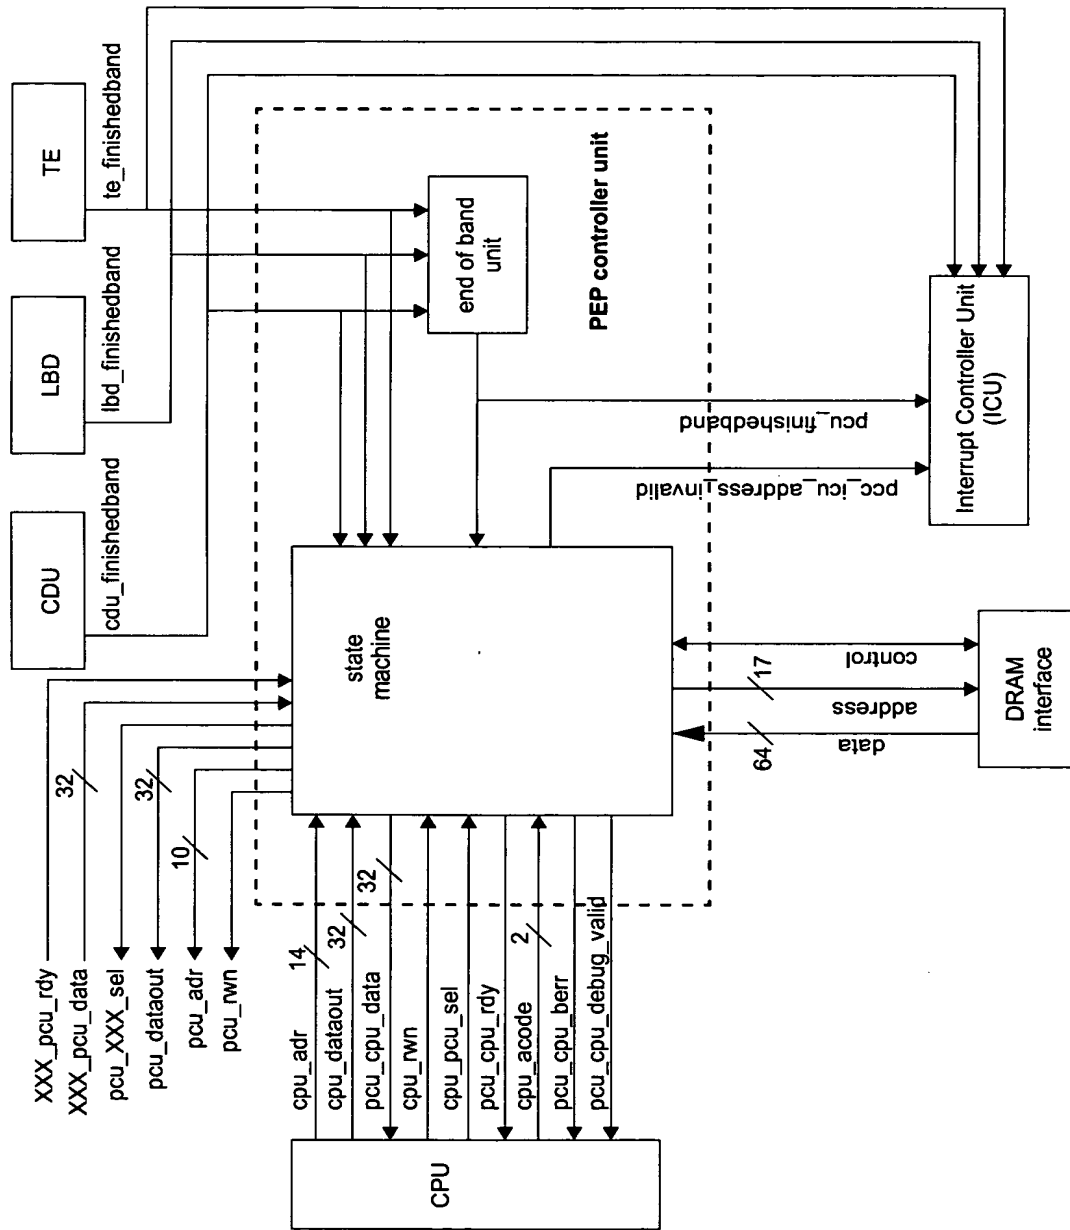 TE
te_finishedband
LBD
lbd_finishedband
CDU
cdu_finishedband
PEP controller unit
end of band
unit
state
machine
pcu_finishedband
pcc_icu_address_invalid
Interrupt Controller Unit
(ICU)
control
17
address
64
data
DRAM
interface
XXX_pcu_rdy
XXX_pcu_data
32
pcu_XXX_sel
pcu_dataout
32
pcu_adr
10
pcu_rwn
cpu_adr
14
cpu_dataout
32
pcu_cpu_data
32
cpu_rwn
cpu_pcu_sel
pcu_cpu_rdy
cpu_acode
2
pcu_cpu_berr
pcu_cpu_debug_valid
CPU